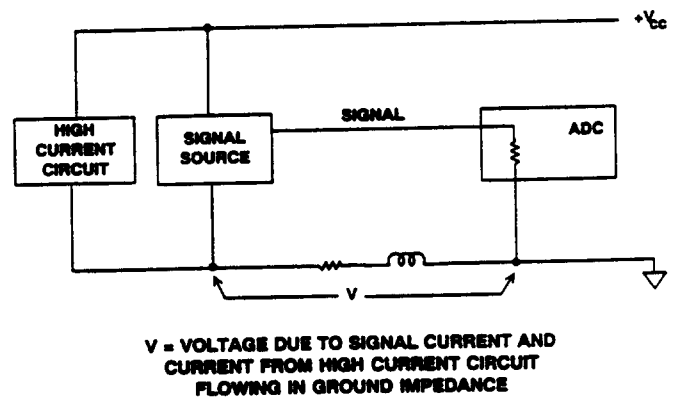 +Vcc
HIGH
CURRENT
CIRCUIT
SIGNAL
SOURCE
SIGNAL
ADC
V
V = VOLTAGE DUE TO SIGNAL CURRENT AND
CURRENT FROM HIGH CURRENT CIRCUIT
FLOWING IN GROUND IMPEDANCE